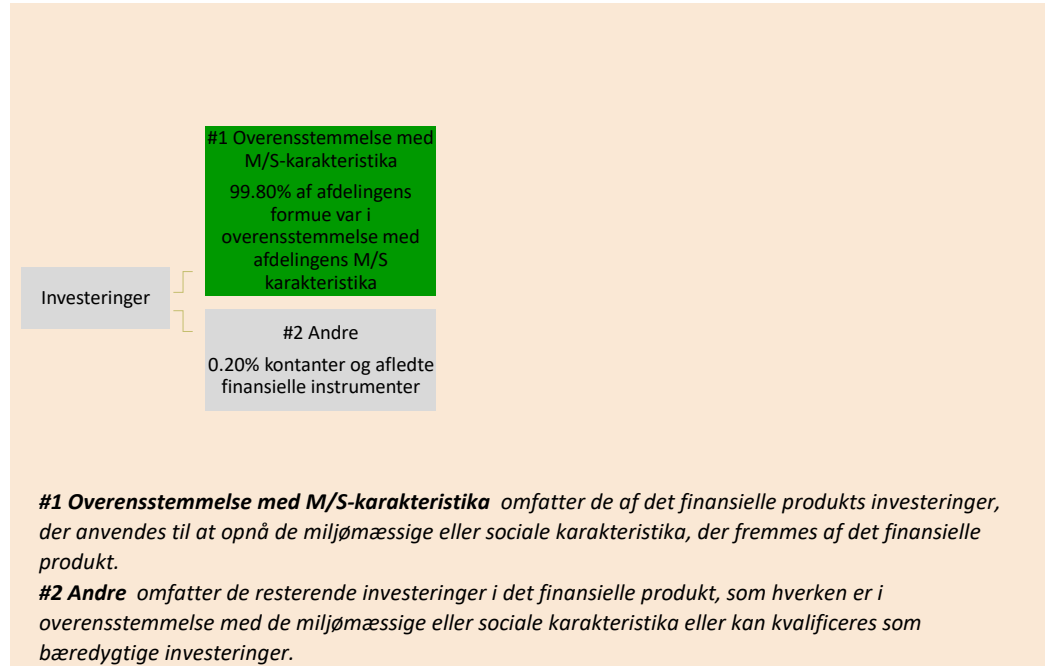 #1 Overensstemmelse med
M/S-karakteristika
99.80% af afdelingens
formue var i
overensstemmelse med
afdelingens M/S
karakteristika
Investeringer
#2 Andre
0.20% kontanter og afledte
finansielle instrumenter
#1 Overensstemmelse med M/S-karakteristika omfatter de af det finansielle produkts investeringer,
der anvendes til at opnå de miljømæssige eller sociale karakteristika, der fremmes af det finansielle
produkt.
#2 Andre omfatter de resterende investeringer i det finansielle produkt, som hverken er i
overensstemmelse med de miljømæssige eller sociale karakteristika eller kan kvalificeres som
bæredygtige investeringer.